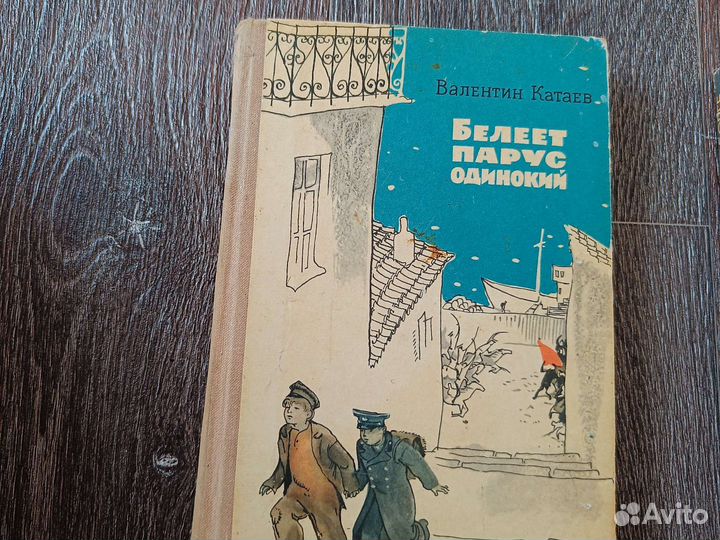 Валентин Катаев
Белеет
парус
одинокий
Avito